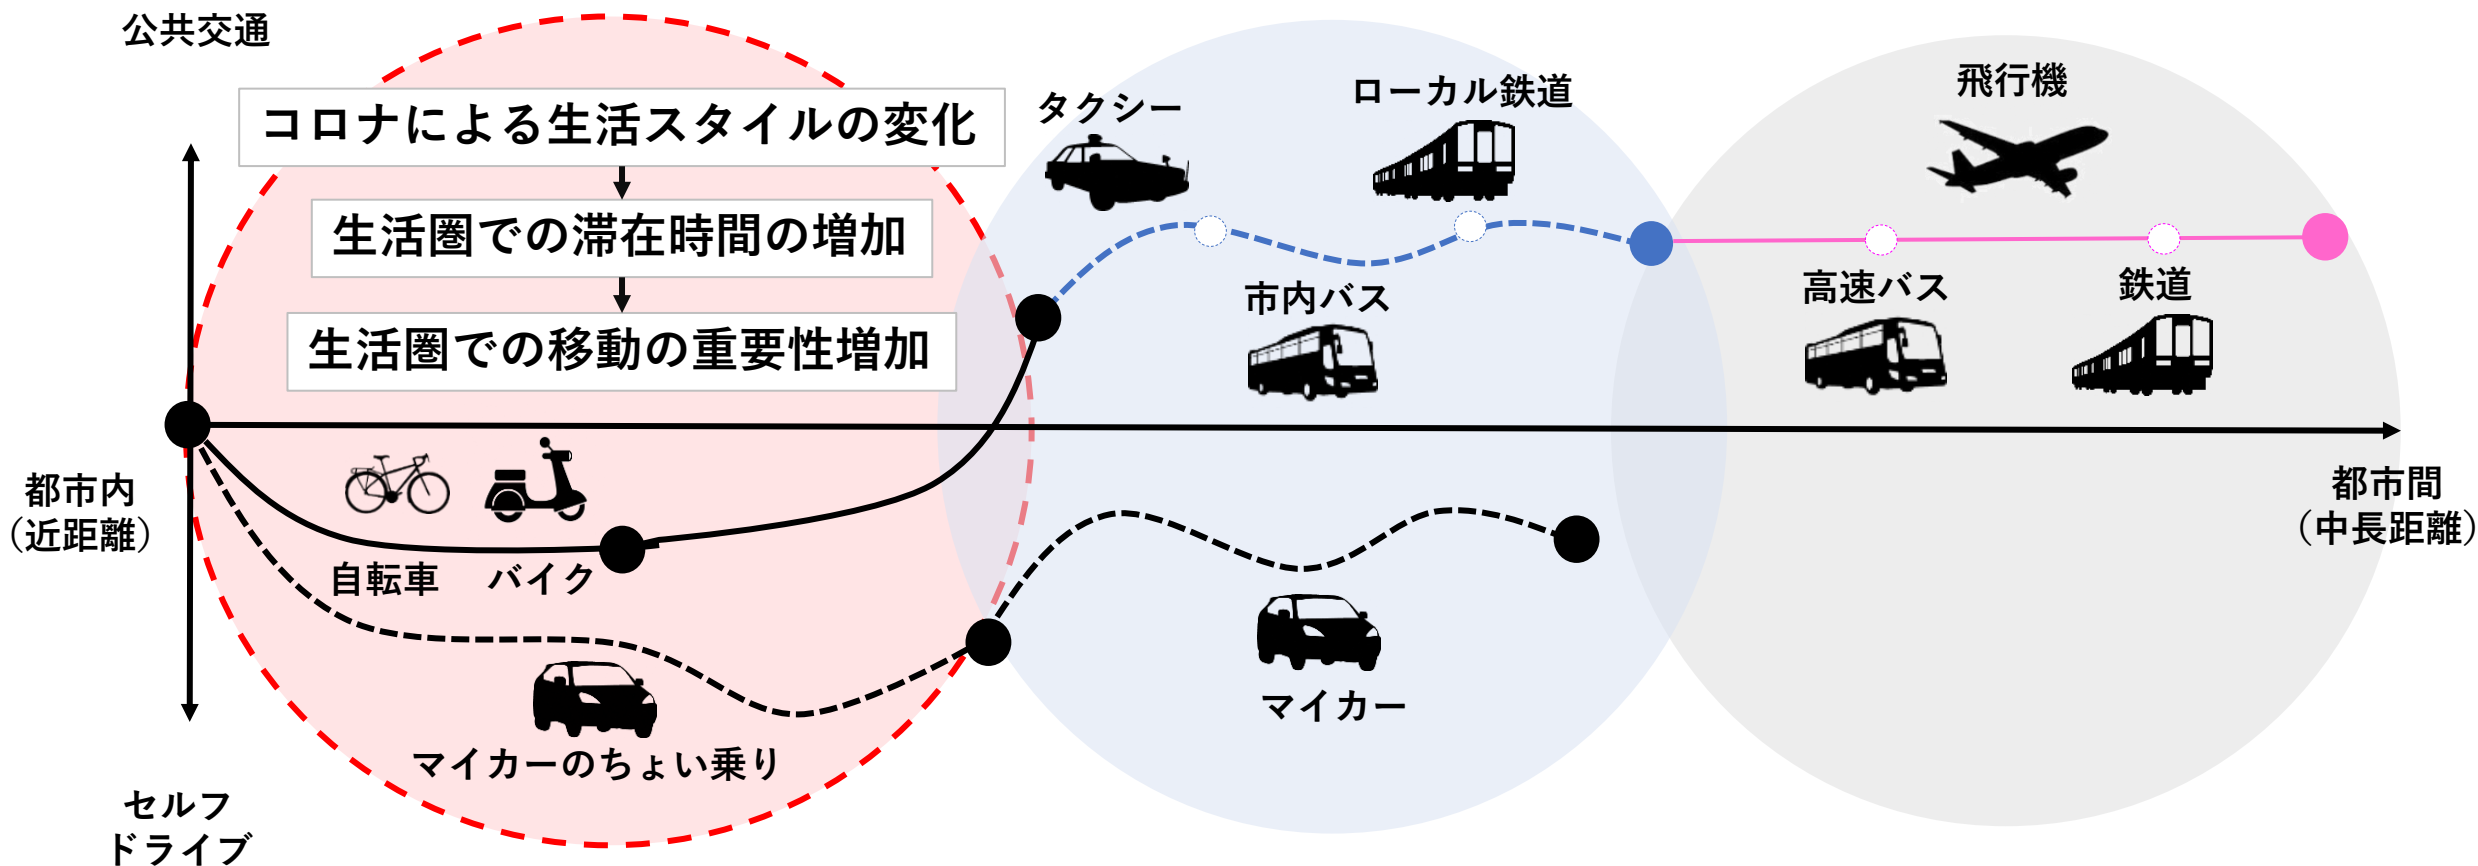 公共交通
コロナによる生活スタイルの変化
生活圏での滞在時間の増加
生活圏での移動の重要性増加
タクシー
ローカル鉄道
飛行機
市内バス
高速バス
鉄道
都市内
（近距離）
都市間
（中長距離）
自転車
バイク
マイカーのちょい乗り
マイカー
セルフ
ドライブ